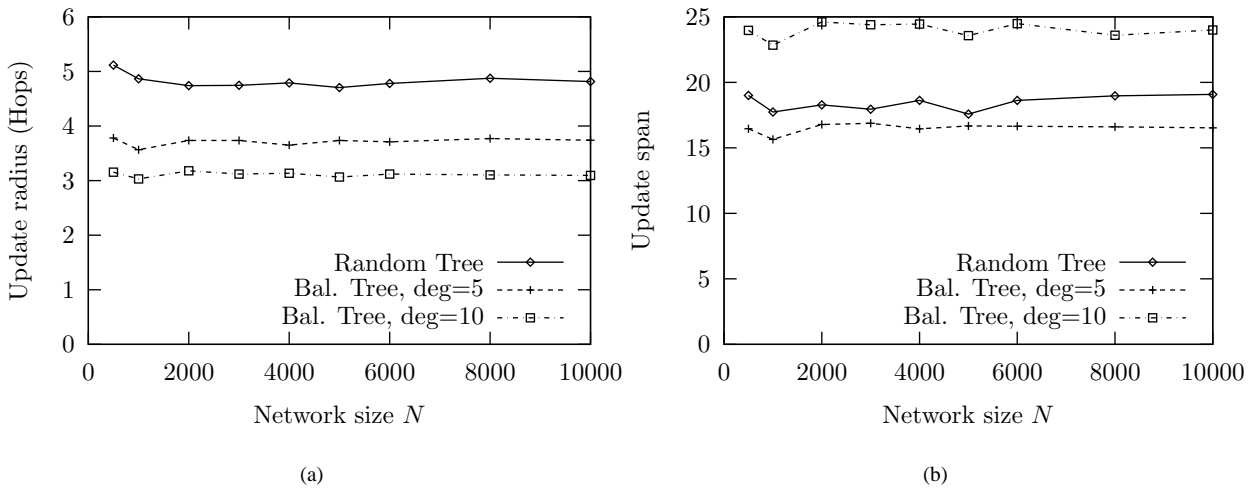 6
5
4
3
2
1
0
Update radius (Hops)
Random Tree
Bal. Tree, deg=5
Bal. Tree, deg=10
0 2000 4000 6000 8000 10000
Network size N
(a)
25
20
15
10
5
0
Update span
Random Tree
Bal. Tree, deg=5
Bal. Tree, deg=10
0 2000 4000 6000 8000 10000
Network size N
(b)